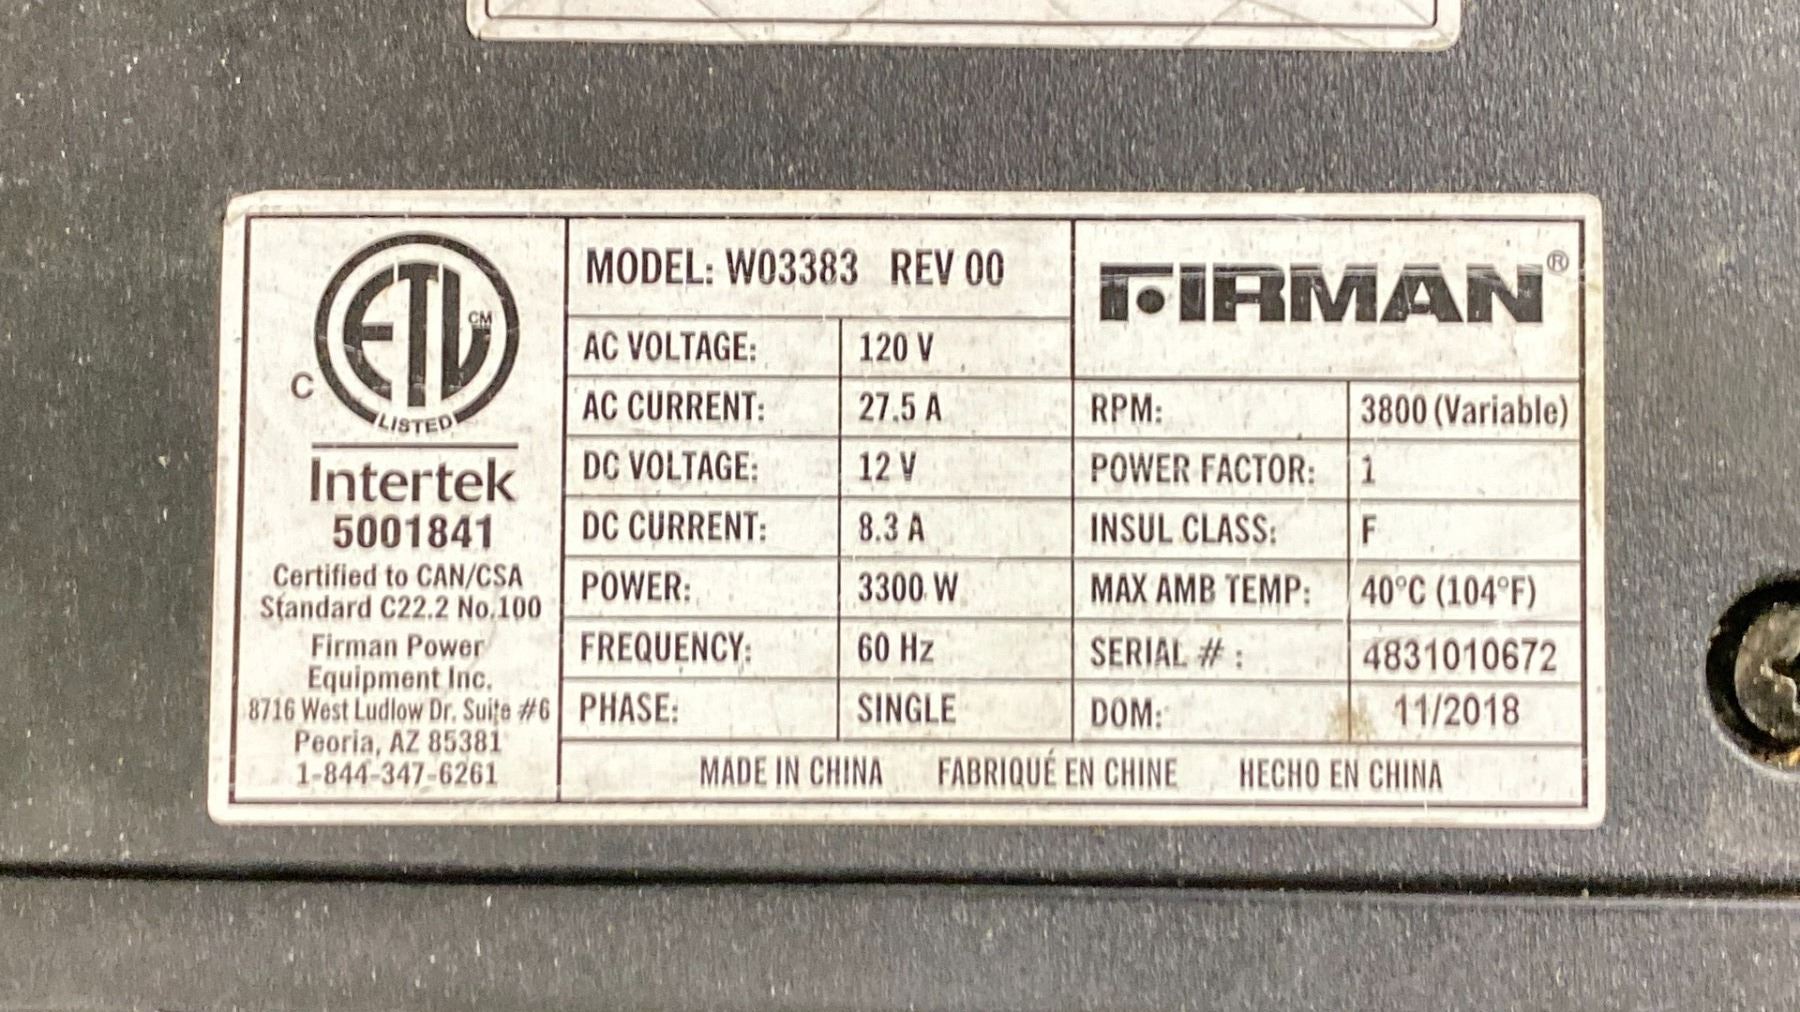 C ETL CM
LISTED
Intertek
5001841
Certified to CAN/CSA
Standard C22.2 No.100
Firman Power
Equipment Inc.
8716 West Ludlow Dr. Suite #6
Peoria, AZ 85381
1-844-347-6261
MODEL: W03383 REV 00
AC VOLTAGE: 120 V
AC CURRENT: 27.5 A
DC VOLTAGE: 12 V
DC CURRENT: 8.3 A
POWER: 3300 W
FREQUENCY: 60 Hz
PHASE: SINGLE
FIRMAN®
RPM: 3800 (Variable)
POWER FACTOR: 1
INSUL CLASS: F
MAX AMB TEMP: 40°C (104°F)
SERIAL # : 4831010672
DOM: 11/2018
MADE IN CHINA FABRIQUÉ EN CHINE HECHO EN CHINA